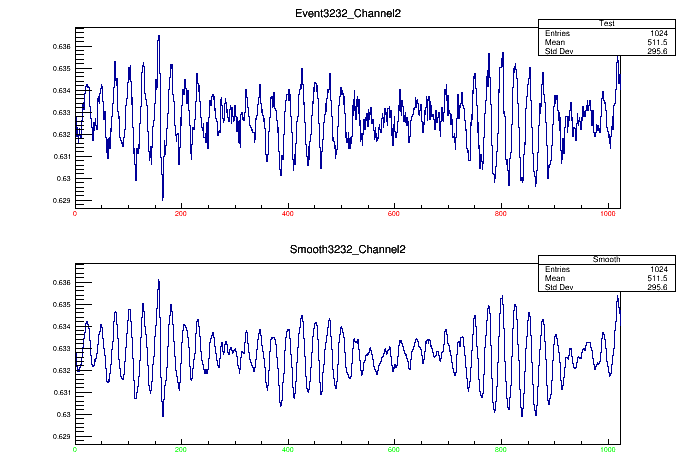 Event3232_Channel2
Test
Entries 1024
Mean 511.5
Std Dev 295.6
0.636
0.635
0.634
0.633
0.632
0.631
0.63
0.629
0 200 400 600 800 1000
Smooth3232_Channel2
Smooth
Entries 1024
Mean 511.5
Std Dev 295.6
0.636
0.635
0.634
0.633
0.632
0.631
0.63
0.629
0 200 400 600 800 1000